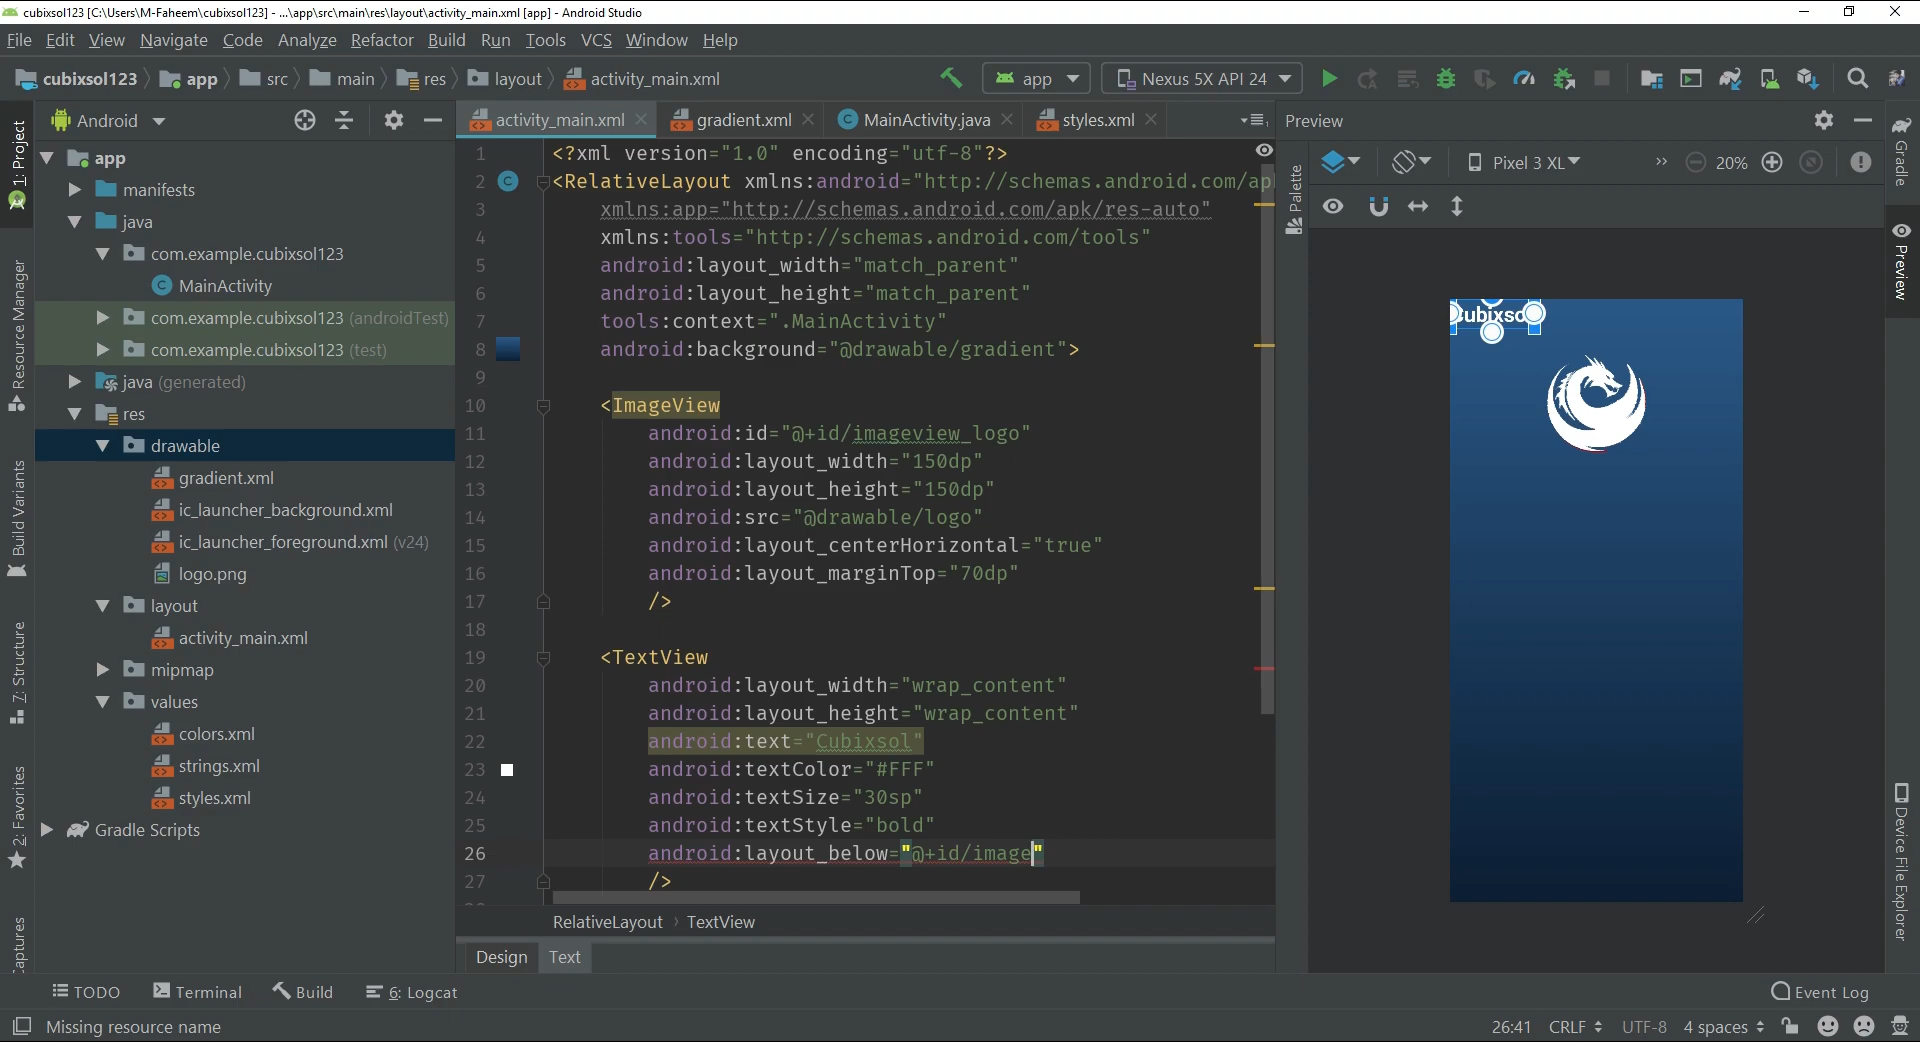 cubixsol123 [C:\Users\M-Faheem\cubixsol123] - ...\app\src\main\res\layout\activity_main.xml [app] - Android Studio
File Edit View Navigate Code Analyze Refactor Build Run Tools VCS Window Help
cubixsol123 app src main res layout activity_main.xml app Nexus 5X API 24
Android
activity_main.xml gradient.xml MainActivity.java styles.xml
Preview
Pixel 3 XL 20%
1: Project
Resource Manager
Build Variants
7: Structure
2: Favorites
aptures
app
manifests
java
com.example.cubixsol123
MainActivity
com.example.cubixsol123 (androidTest)
com.example.cubixsol123 (test)
java (generated)
res
drawable
gradient.xml
ic_launcher_background.xml
ic_launcher_foreground.xml (v24)
logo.png
layout
activity_main.xml
mipmap
values
colors.xml
strings.xml
styles.xml
Gradle Scripts
1 <?xml version="1.0" encoding="utf-8"?>
2 <RelativeLayout xmlns:android="http://schemas.android.com/ap
3 xmlns:app="http://schemas.android.com/apk/res-auto"
4 xmlns:tools="http://schemas.android.com/tools"
5 android:layout_width="match_parent"
6 android:layout_height="match_parent"
7 tools:context=".MainActivity"
8 android:background="@drawable/gradient">
9
10 <ImageView
11 android:id="@+id/imageview_logo"
12 android:layout_width="150dp"
13 android:layout_height="150dp"
14 android:src="@drawable/logo"
15 android:layout_centerHorizontal="true"
16 android:layout_marginTop="70dp"
17 />
18
19 <TextView
20 android:layout_width="wrap_content"
21 android:layout_height="wrap_content"
22 android:text="Cubixsol"
23 android:textColor="#FFF"
24 android:textSize="30sp"
25 android:textStyle="bold"
26 android:layout_below="@+id/image"
27 />
RelativeLayout › TextView
Design Text
Palette
Cubixso
Gradle
Preview
Device File Explorer
TODO Terminal Build 6: Logcat Event Log
Missing resource name 26:41 CRLF UTF-8 4 spaces